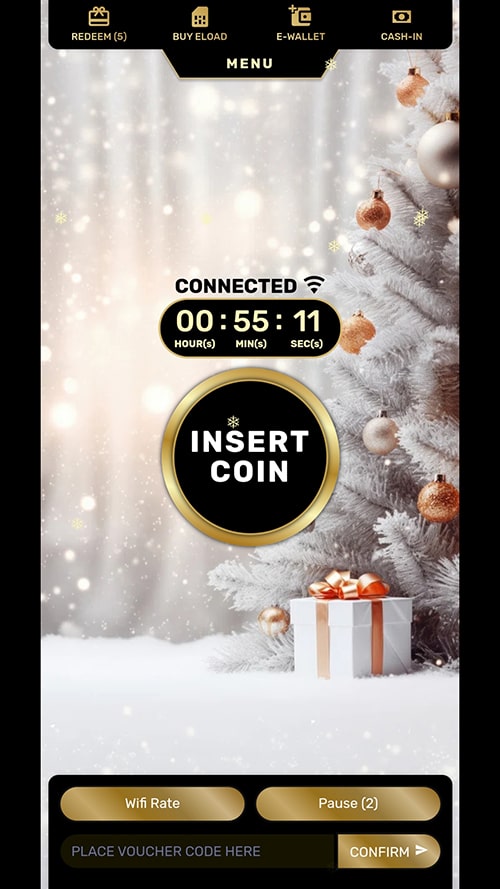 REDEEM (5) BUY ELOAD E-WALLET CASH-IN
MENU
CONNECTED
00 : 55 : 11
HOUR(s) MIN(s) SEC(s)
INSERT
COIN
Wifi Rate Pause (2)
PLACE VOUCHER CODE HERE CONFIRM